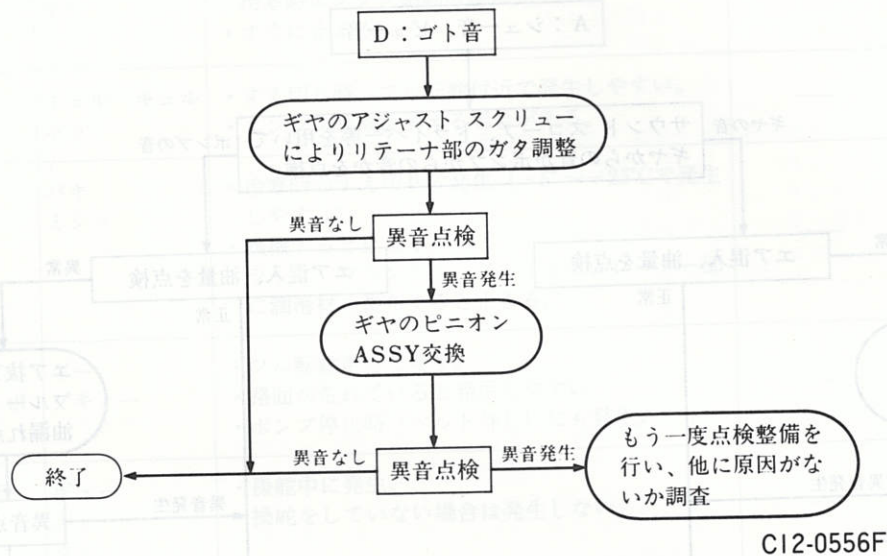 D：ゴト音
ギヤのアジャスト スクリュー
によりリテーナ部のガタ調整
異音なし
異音点検
異音発生
ギヤのピニオン
ASSY交換
終了
異音なし
異音点検
異音発生
もう一度点検整備を
行い、他に原因がな
いか調査
C12-0556F